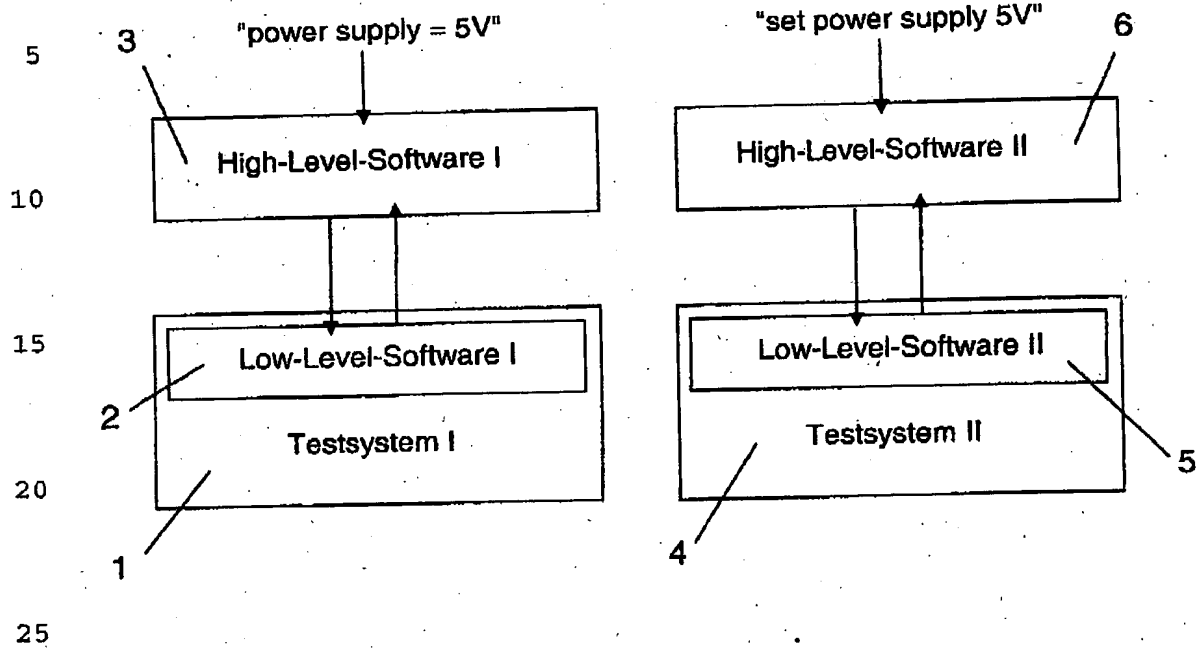 "power supply = 5V"
"set power supply 5V"
3
6
5
High-Level-Software I
High-Level-Software II
10
Low-Level-Software I
Low-Level-Software II
15
2
Testsystem I
Testsystem II
5
20
1
4
25